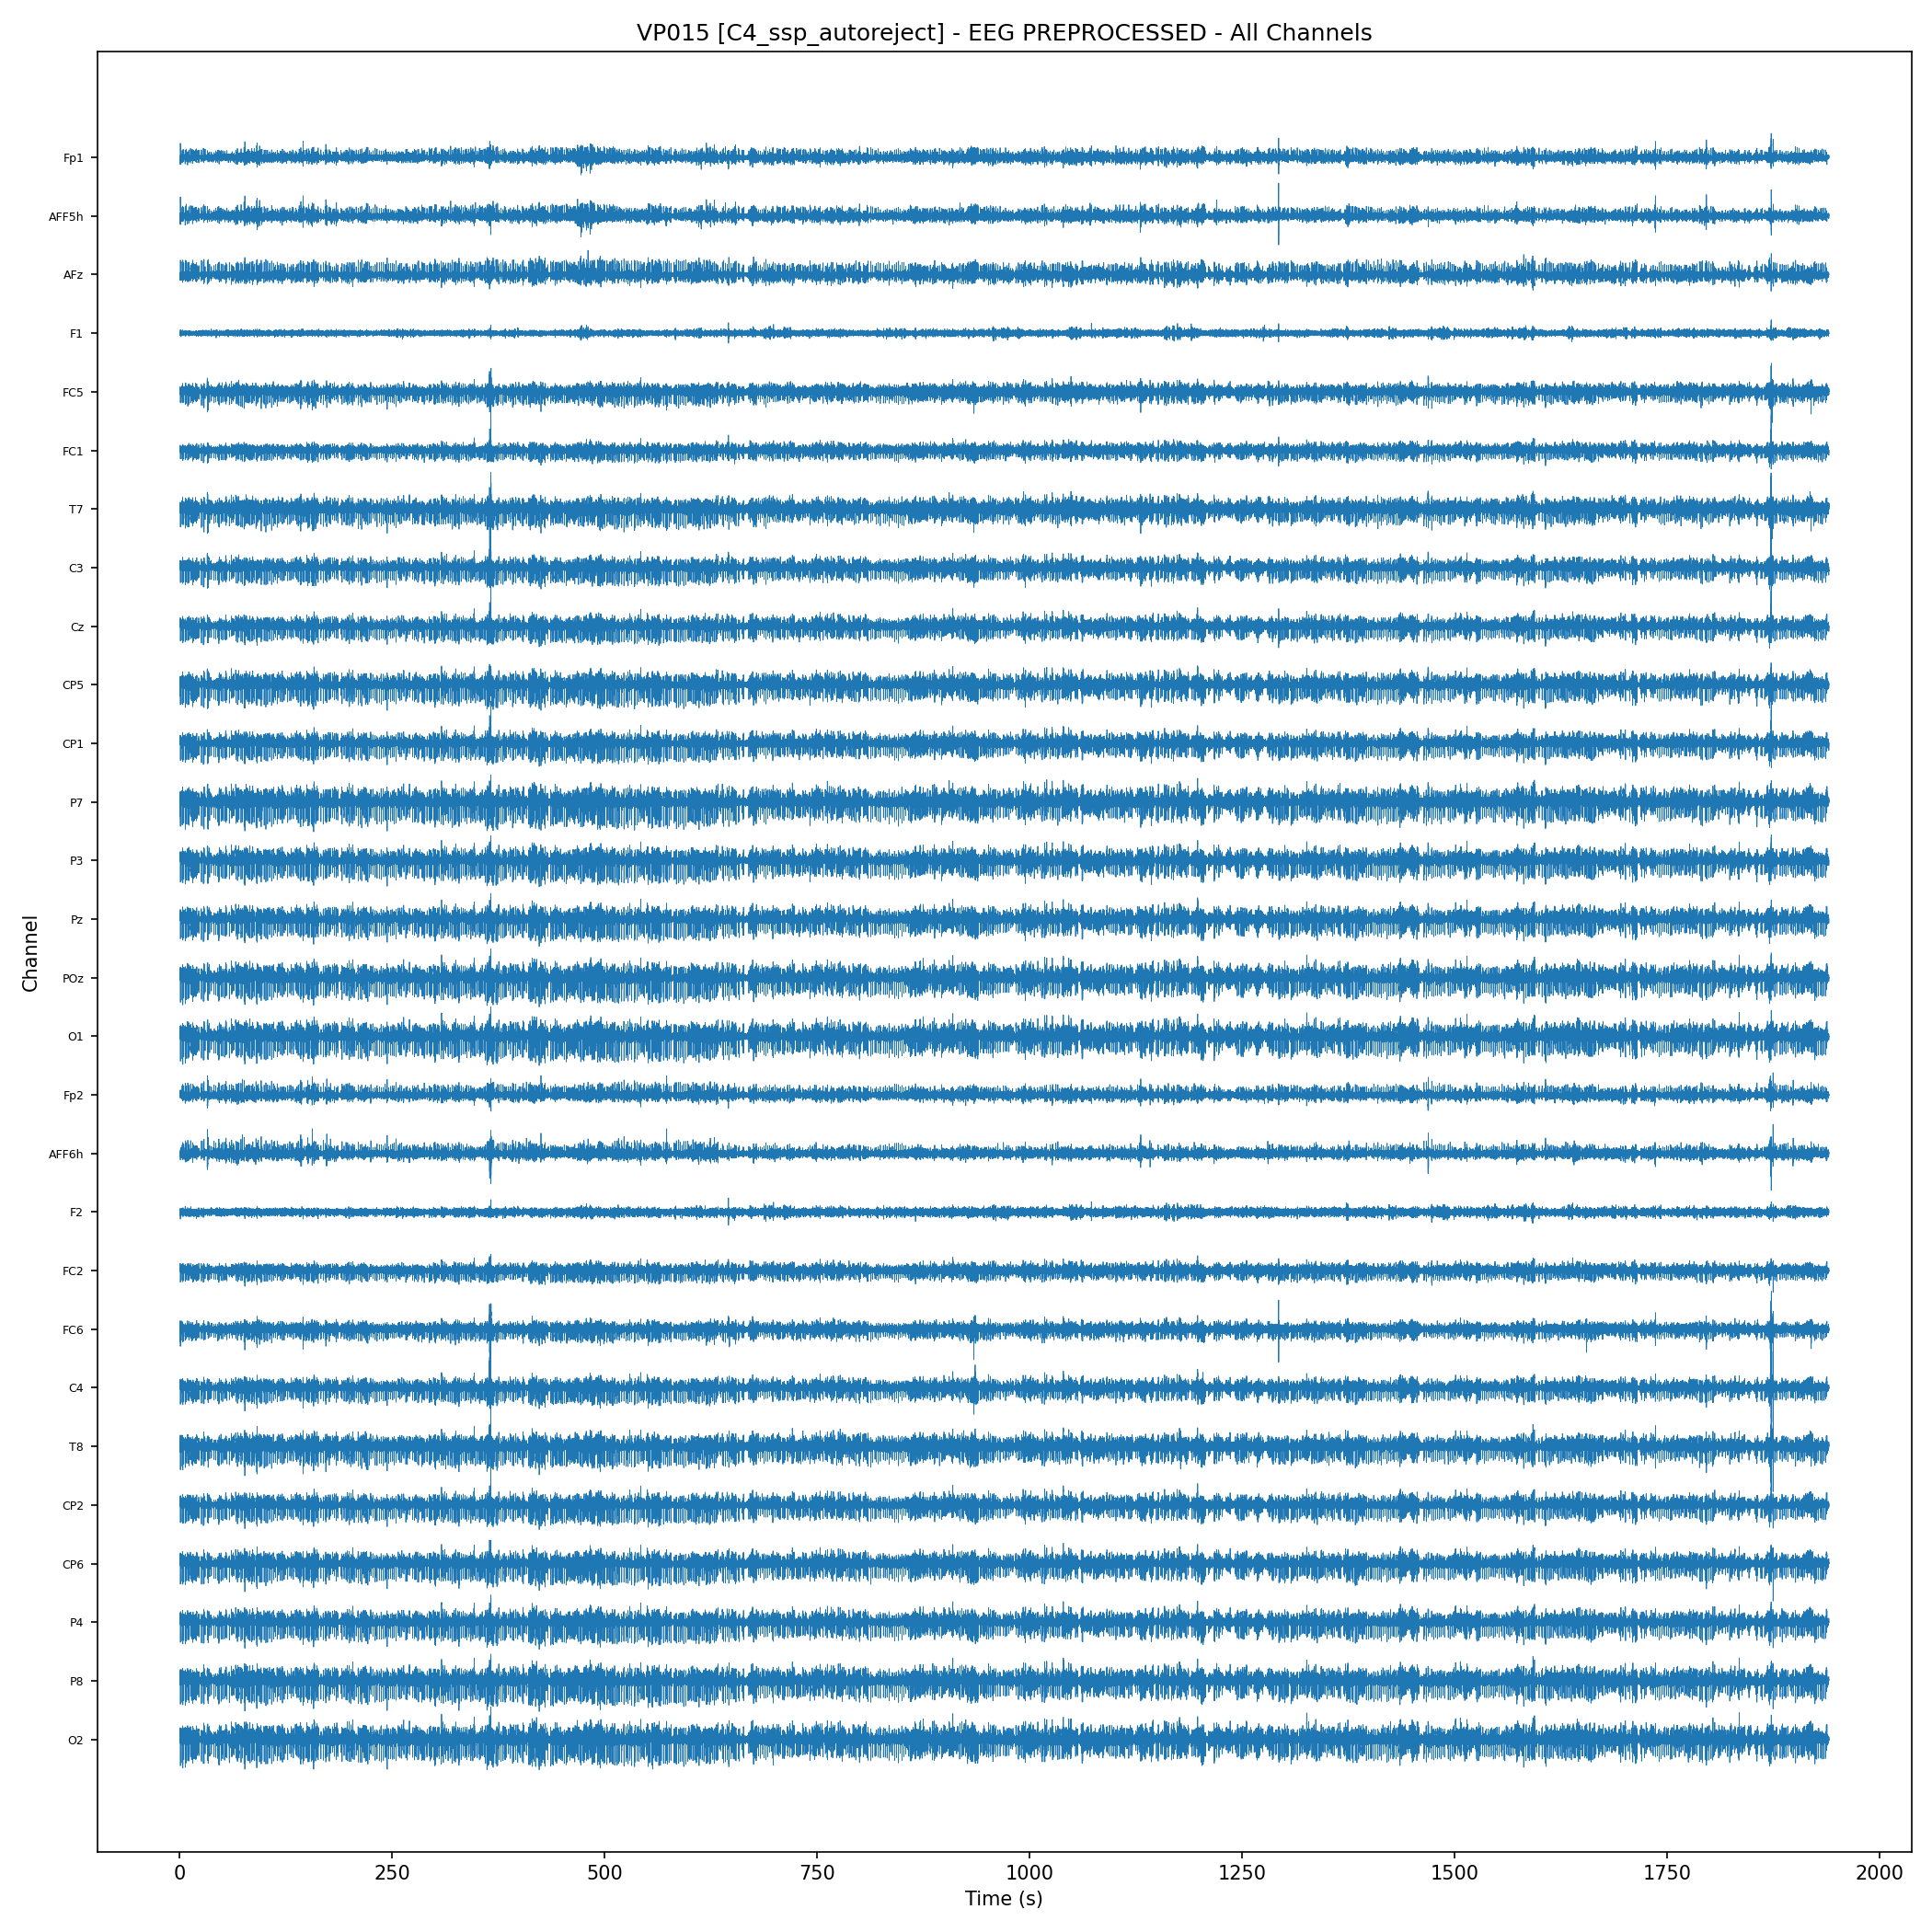 VP015 [C4_ssp_autoreject] - EEG PREPROCESSED - All Channels
Fp1
AFF5h
AFz
F1
FC5
FC1
T7
C3
Cz
CP5
CP1
P7
P3
Pz
POz
O1
Fp2
AFF6h
F2
FC2
FC6
C4
T8
CP2
CP6
P4
P8
O2
Channel
0 250 500 750 1000 1250 1500 1750 2000
Time (s)